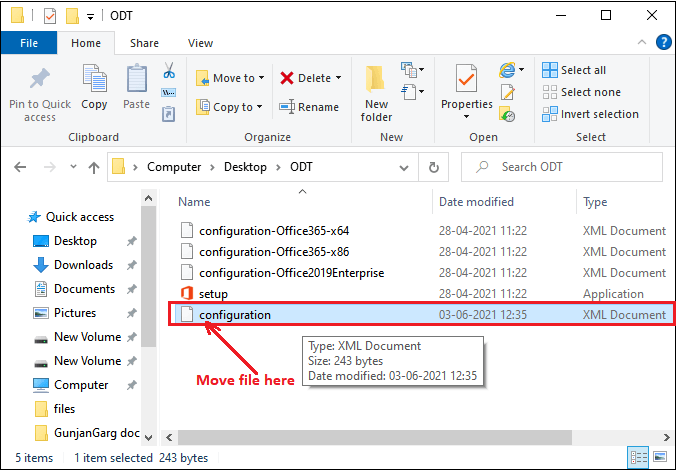 ODT
File Home Share View
Pin to Quick access
Copy
Paste
Move to
Copy to
Delete
Rename
New folder
Properties
Select all
Select none
Invert selection
Clipboard Organize New Open Select
Computer Desktop ODT
Search ODT
Name Date modified Type
Quick access
Desktop
Downloads
Documents
Pictures
New Volume
New Volume
Computer
files
GunjanGarg doc
configuration-Office365-x64 28-04-2021 11:22 XML Document
configuration-Office365-x86 28-04-2021 11:22 XML Document
configuration-Office2019Enterprise 28-04-2021 11:22 XML Document
setup 28-04-2021 11:22 Application
configuration 03-06-2021 12:35 XML Document
Type: XML Document
Size: 243 bytes
Date modified: 03-06-2021 12:35
Move file here
5 items 1 item selected 243 bytes